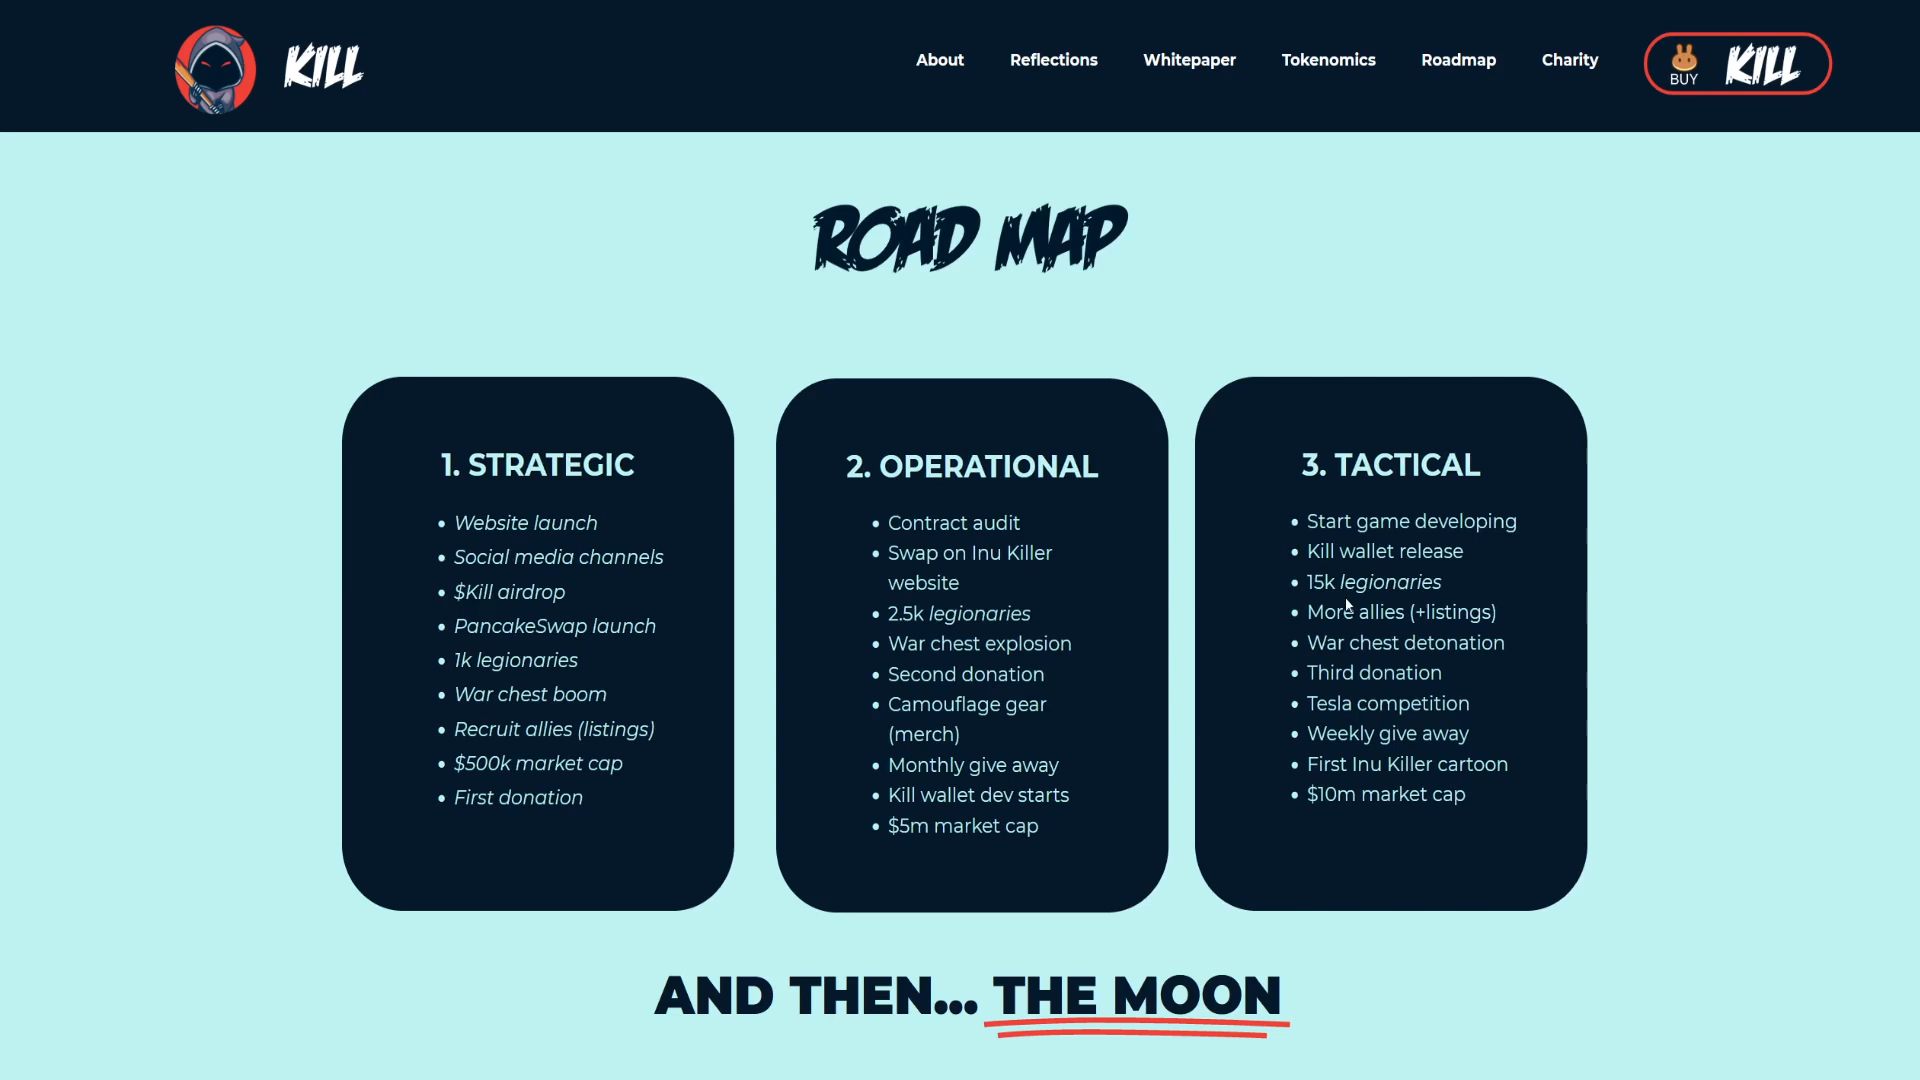 KILL
About Reflections Whitepaper Tokenomics Roadmap Charity
BUY KILL
ROAD MAP
1. STRATEGIC
Website launch
Social media channels
$Kill airdrop
PancakeSwap launch
1k legionaries
War chest boom
Recruit allies (listings)
$500k market cap
First donation
2. OPERATIONAL
Contract audit
Swap on Inu Killer
website
2.5k legionaries
War chest explosion
Second donation
Camouflage gear
(merch)
Monthly give away
Kill wallet dev starts
$5m market cap
3. TACTICAL
Start game developing
Kill wallet release
15k legionaries
More allies (+listings)
War chest detonation
Third donation
Tesla competition
Weekly give away
First Inu Killer cartoon
$10m market cap
AND THEN... THE MOON